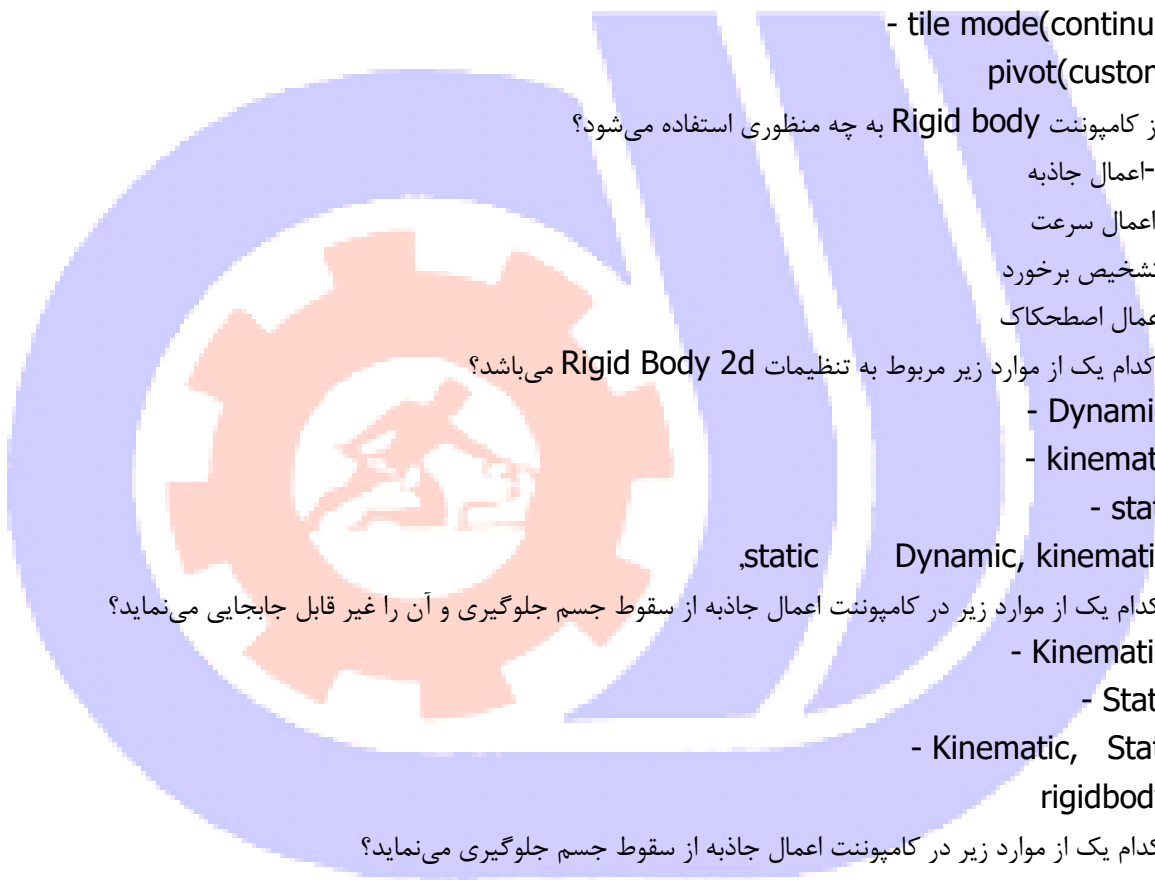 - tile mode(continu
pivot(custor
ز کامپوننت Rigid body به چه منظوری استفاده می‌شود؟
-اعمال جاذبه
اعمال سرعت
تشخیص برخورد
عمال اصطحکاک
کدام یک از موارد زیر مربوط به تنظیمات Rigid Body 2d می‌باشد؟
- Dynami
- kinemat
- stat
,static Dynamic, kinemati
کدام یک از موارد زیر در کامپوننت اعمال جاذبه از سقوط جسم جلوگیری و آن را غیر قابل جابجایی می‌نماید؟
- Kinemati
- Stat
- Kinematic, Stat
rigidbod
کدام یک از موارد زیر در کامپوننت اعمال جاذبه از سقوط جسم جلوگیری می‌نماید؟